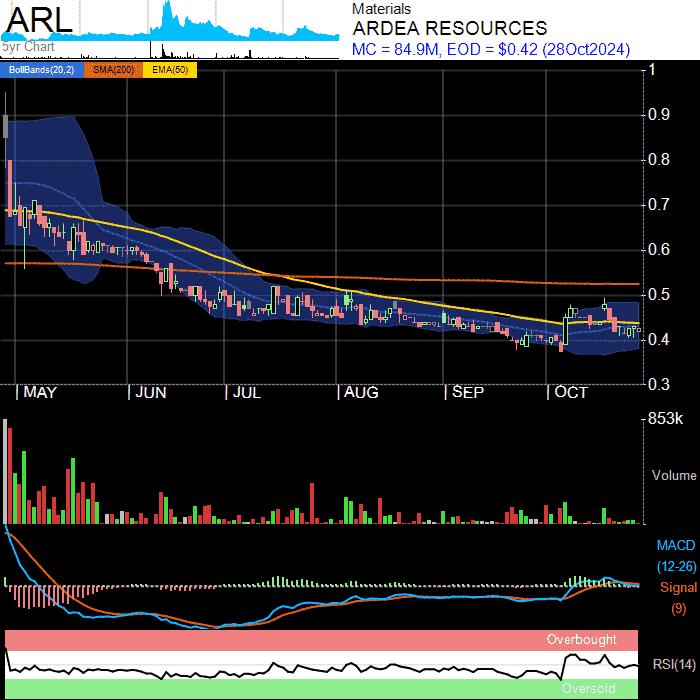 ARL
5yr Chart
Materials
ARDEA RESOURCES
MC = 84.9M, EOD = $0.42 (28Oct2024)
BollBands(20,2) SMA(200) EMA(50)
1
0.9
0.8
0.7
0.6
0.5
0.4
0.3
MAY JUN JUL AUG SEP OCT
853k
Volume
MACD
(12-26)
Signal
(9)
Overbought
RSI(14)
Oversold